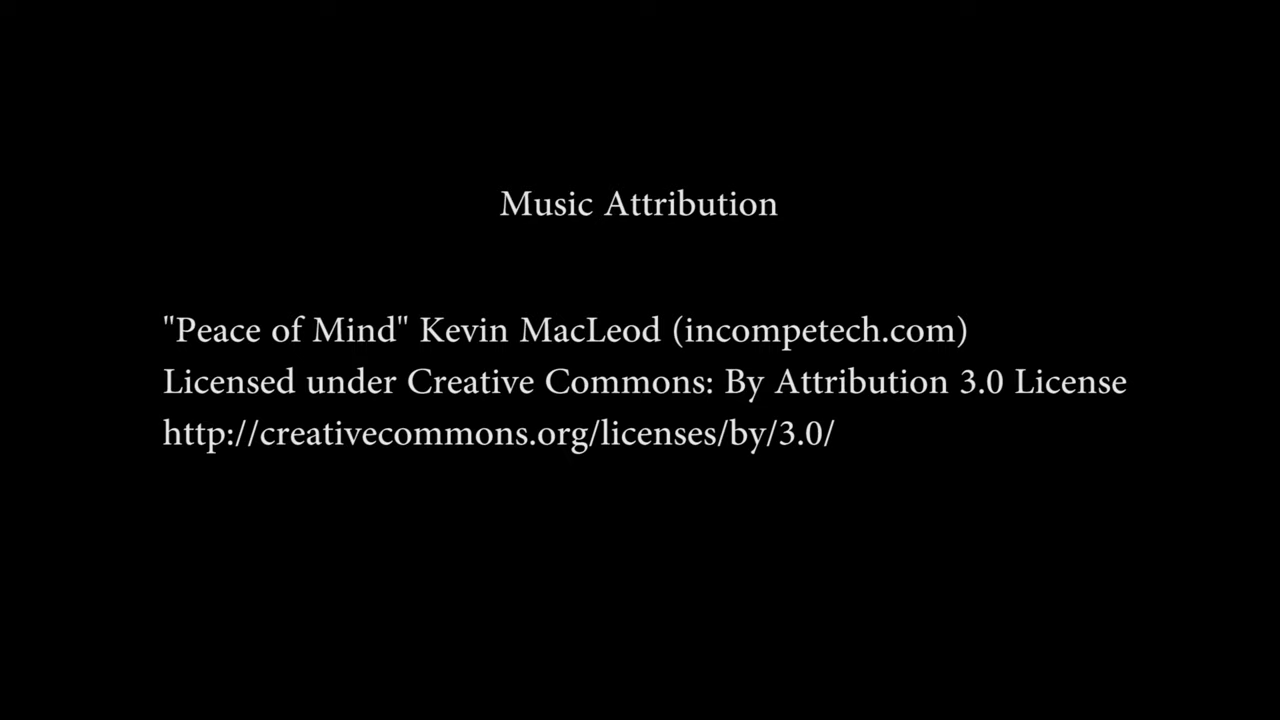 Music Attribution
"Peace of Mind" Kevin MacLeod (incompetech.com)
Licensed under Creative Commons: By Attribution 3.0 License
http://creativecommons.org/licenses/by/3.0/